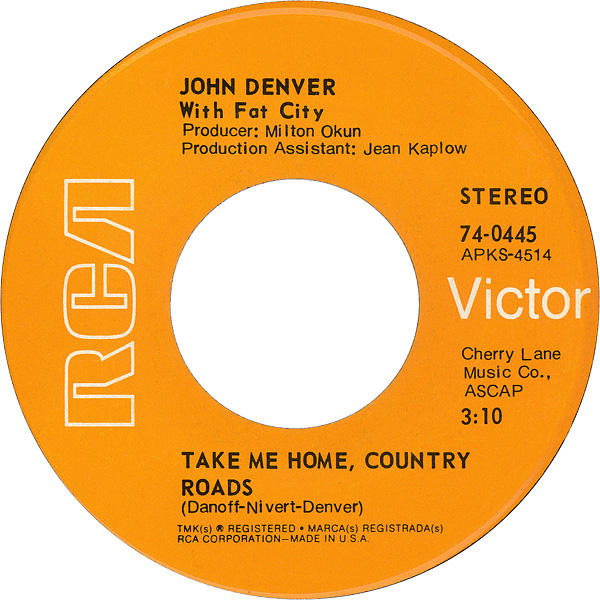 JOHN DENVER
With Fat City
Producer: Milton Okun
Production Assistant: Jean Kaplow
RCA
STEREO
74-0445
APKS-4514
Victor
Cherry Lane
Music Co.,
ASCAP
3:10
TAKE ME HOME, COUNTRY
ROADS
(Danoff-Nivert-Denver)
TMK(s) ® REGISTERED • MARCA(s) REGISTRADA(s)
RCA CORPORATION—MADE IN U.S.A.